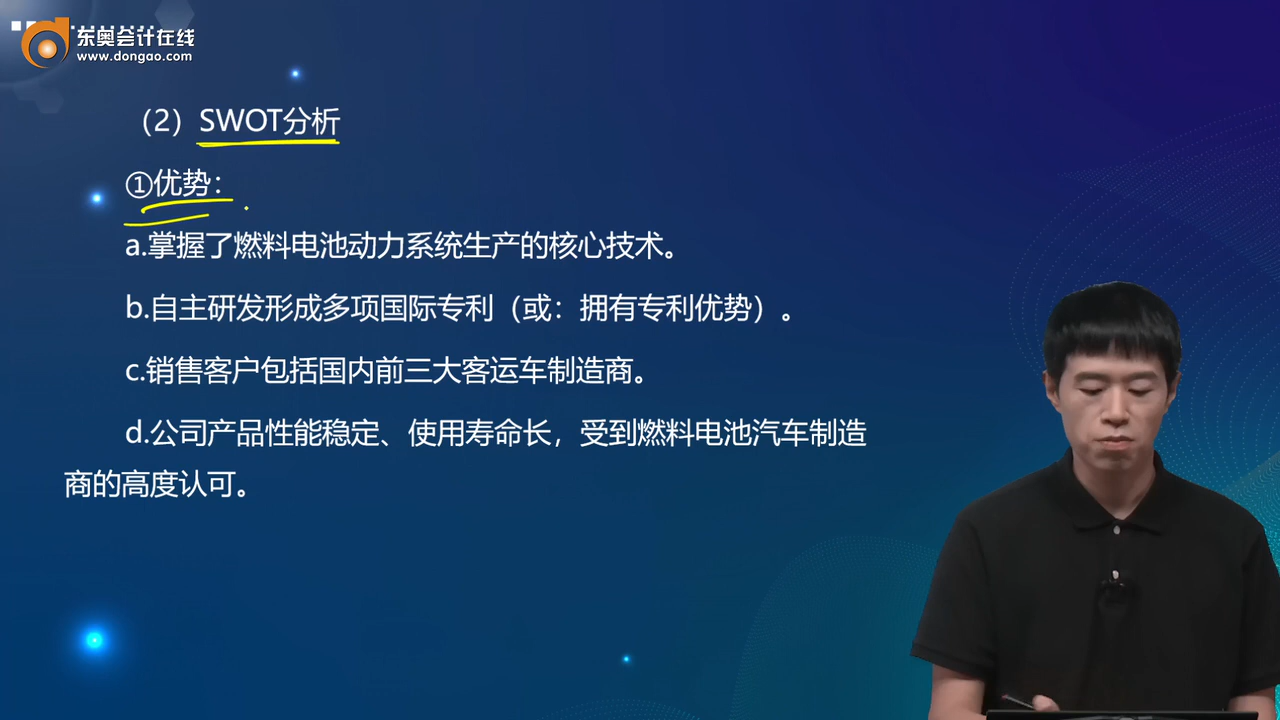 东奥会计在线
www.dongao.com
（2）SWOT分析
①优势：
a.掌握了燃料电池动力系统生产的核心技术。
b.自主研发形成多项国际专利（或：拥有专利优势）。
c.销售客户包括国内前三大客运车制造商。
d.公司产品性能稳定、使用寿命长，受到燃料电池汽车制造
商的高度认可。